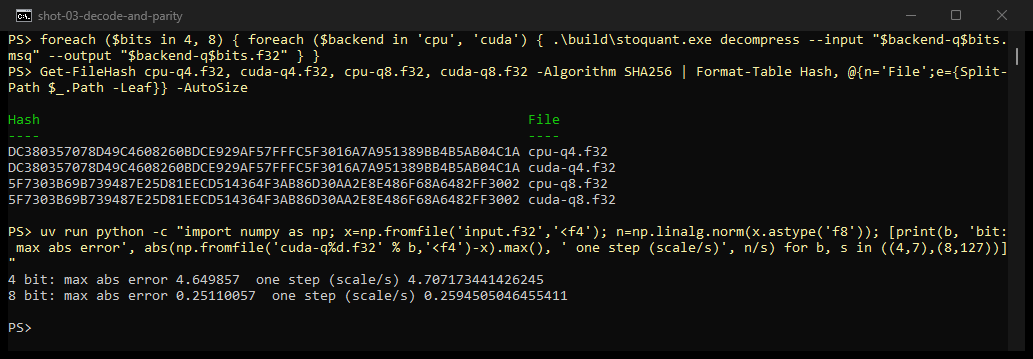 shot-03-decode-and-parity
PS> foreach ($bits in 4, 8) { foreach ($backend in 'cpu', 'cuda') { .\build\stoquant.exe decompress --input "$backend-q$bits.
msq" --output "$backend-q$bits.f32" } }
PS> Get-FileHash cpu-q4.f32, cuda-q4.f32, cpu-q8.f32, cuda-q8.f32 -Algorithm SHA256 | Format-Table Hash, @{n='File';e={Split-
Path $_.Path -Leaf}} -AutoSize
Hash File
---- ----
DC380357078D49C4608260BDCE929AF57FFFC5F3016A7A951389BB4B5AB04C1A cpu-q4.f32
DC380357078D49C4608260BDCE929AF57FFFC5F3016A7A951389BB4B5AB04C1A cuda-q4.f32
5F7303B69B739487E25D81EECD514364F3AB86D30AA2E8E486F68A6482FF3002 cpu-q8.f32
5F7303B69B739487E25D81EECD514364F3AB86D30AA2E8E486F68A6482FF3002 cuda-q8.f32
PS> uv run python -c "import numpy as np; x=np.fromfile('input.f32','<f4'); n=np.linalg.norm(x.astype('f8')); [print(b, 'bit:
 max abs error', abs(np.fromfile('cuda-q%d.f32' % b,'<f4')-x).max(), ' one step (scale/s)', n/s) for b, s in ((4,7),(8,127))]
"
4 bit: max abs error 4.649857  one step (scale/s) 4.707173441426245
8 bit: max abs error 0.25110057  one step (scale/s) 0.2594505046455411
PS>